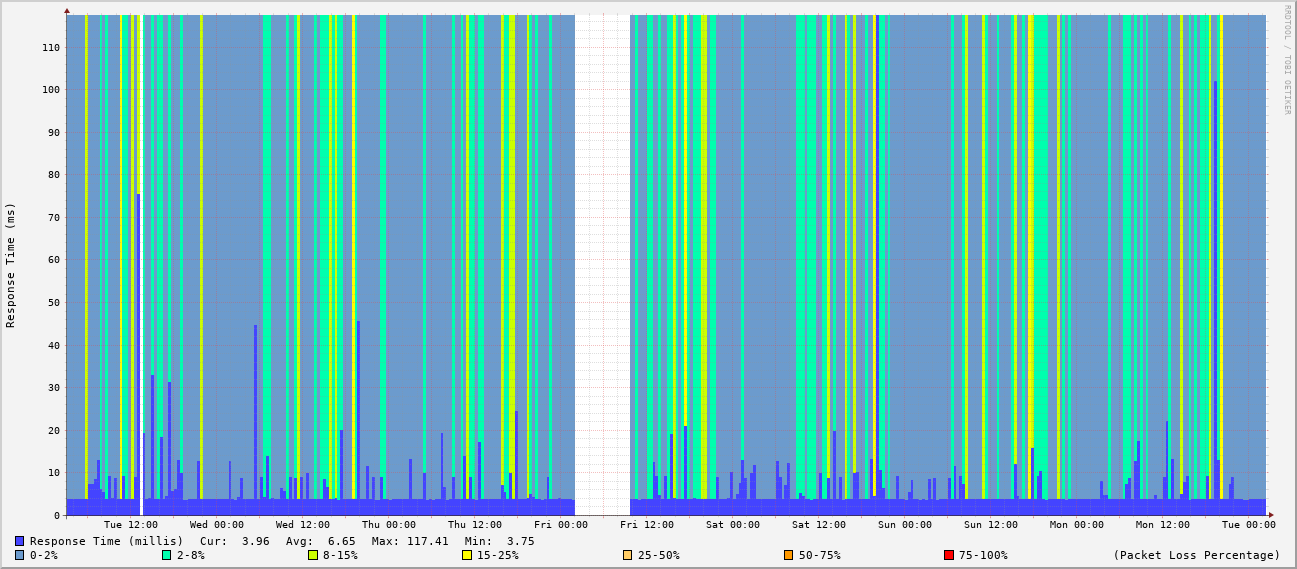 RRDTOOL / TOBI OETIKER
Response Time (ms)
110
100
90
80
70
60
50
40
30
20
10
0
Tue 12:00 Wed 00:00 Wed 12:00 Thu 00:00 Thu 12:00 Fri 00:00 Fri 12:00 Sat 00:00 Sat 12:00 Sun 00:00 Sun 12:00 Mon 00:00 Mon 12:00 Tue 00:00
Response Time (millis) Cur: 3.96 Avg: 6.65 Max: 117.41 Min: 3.75
0-2% 2-8% 8-15% 15-25% 25-50% 50-75% 75-100% (Packet Loss Percentage)